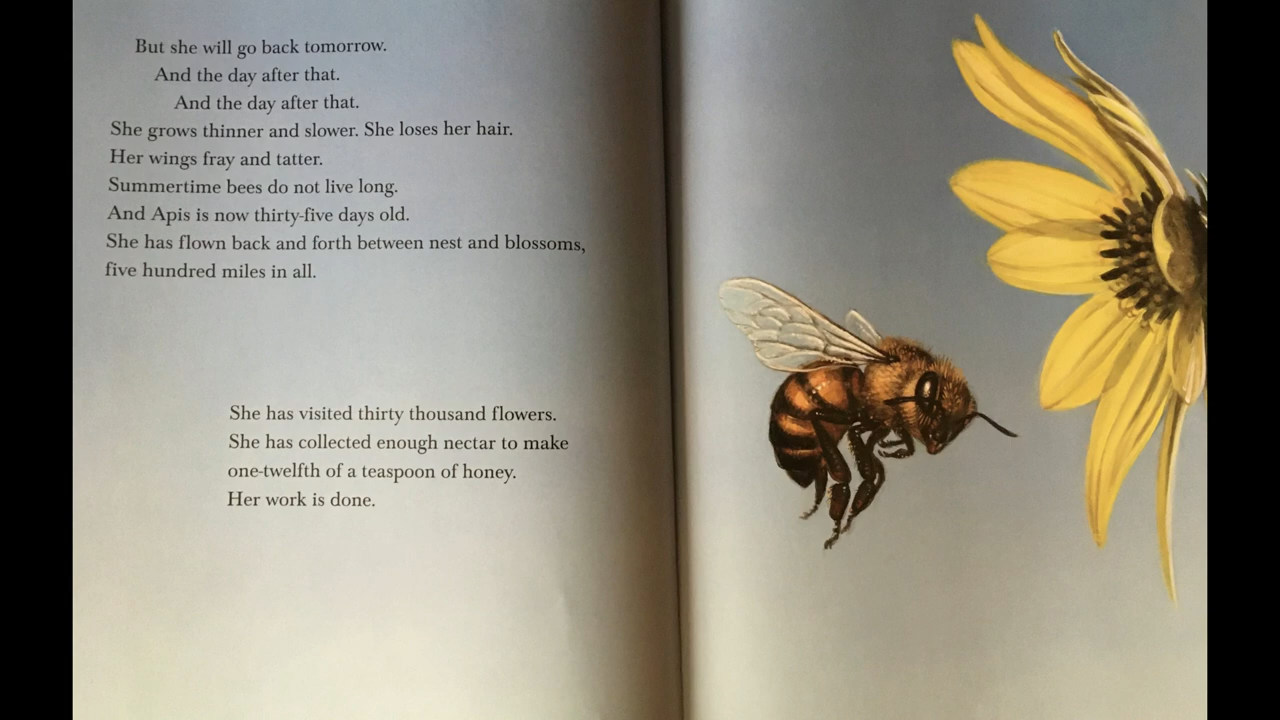 But she will go back tomorrow.
And the day after that.
And the day after that.
She grows thinner and slower. She loses her hair.
Her wings fray and tatter.
Summertime bees do not live long.
And Apis is now thirty-five days old.
She has flown back and forth between nest and blossoms,
five hundred miles in all.
She has visited thirty thousand flowers.
She has collected enough nectar to make
one-twelfth of a teaspoon of honey.
Her work is done.